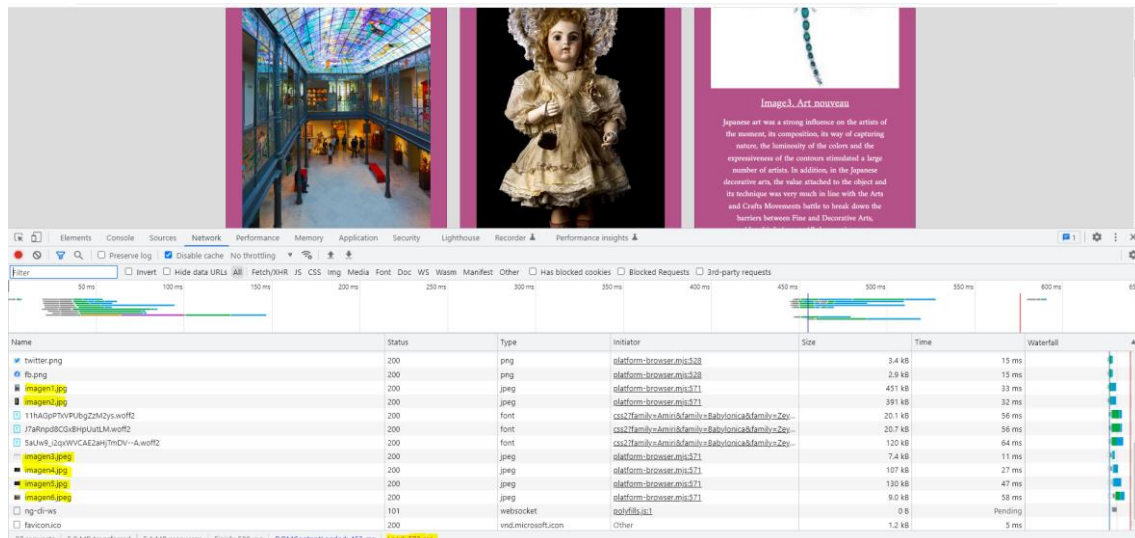 Image3. Art nouveau
Japanese art was a strong influence on the artists of
the moment, its composition, its way of capturing
nature, the luminosity of the colors and the
expressiveness of the contours stimulated a large
number of artists. In addition, in the Japanese
decorative arts, the value attached to the object and
its technique was very much in line with the Arts
and Crafts Movements battle to break down the
barriers between Fine and Decorative Arts,
Elements Console Sources Network Performance Memory Application Security Lighthouse Recorder Performance insights 1
Preserve log Disable cache No throttling
Filter Invert Hide data URLs All Fetch/XHR JS CSS Img Media Font Doc WS Wasm Manifest Other Has blocked cookies Blocked Requests 3rd-party requests
50 ms 100 ms 150 ms 200 ms 250 ms 300 ms 350 ms 400 ms 450 ms 500 ms 550 ms 600 ms
Name Status Type Initiator Size Time Waterfall
twitter.png 200 png platform-browser.mjs:528 3.4 kB 15 ms
fb.png 200 png platform-browser.mjs:528 2.9 kB 15 ms
imagen1.jpg 200 jpeg platform-browser.mjs:571 451 kB 33 ms
imagen2.jpg 200 jpeg platform-browser.mjs:571 391 kB 32 ms
200 font 20.1 kB 56 ms
200 font 20.7 kB 56 ms
200 font 120 kB 64 ms
imagen3.jpeg 200 jpeg platform-browser.mjs:571 7.4 kB 11 ms
imagen4.jpg 200 jpeg platform-browser.mjs:571 107 kB 27 ms
imagen5.jpg 200 jpeg platform-browser.mjs:571 130 kB 47 ms
imagen6.jpeg 200 jpeg platform-browser.mjs:571 9.0 kB 58 ms
ng-cli-ws 101 websocket polyfills.js:1 0 B Pending
favicon.ico 200 vnd.microsoft.icon Other 1.2 kB 5 ms